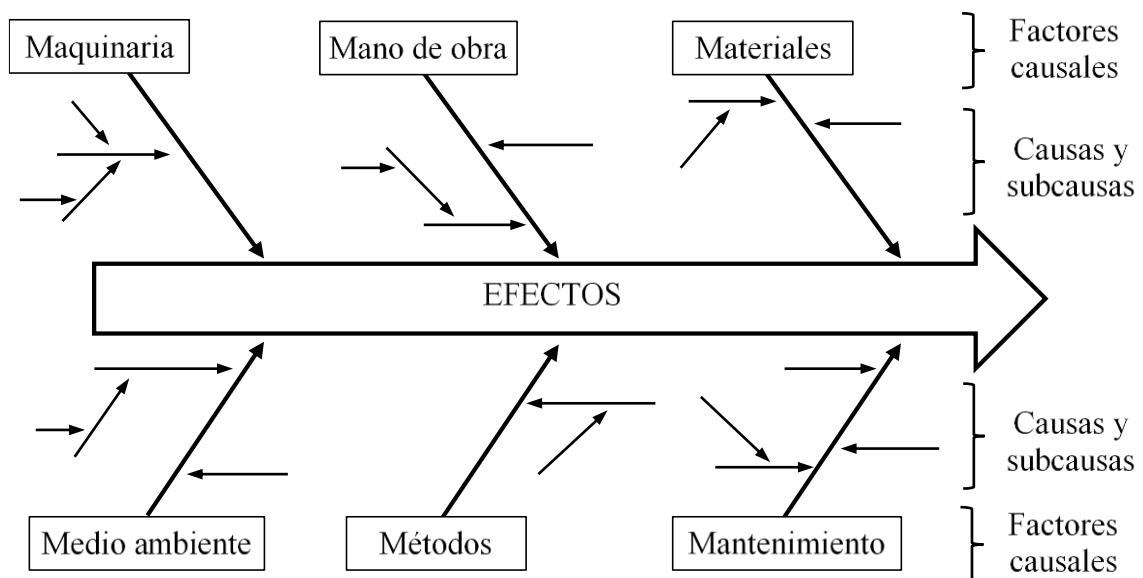 Maquinaria
Mano de obra
Materiales
Factores
causales
Causas y
subcausas
EFECTOS
Causas y
subcausas
Medio ambiente
Métodos
Mantenimiento
Factores
causales